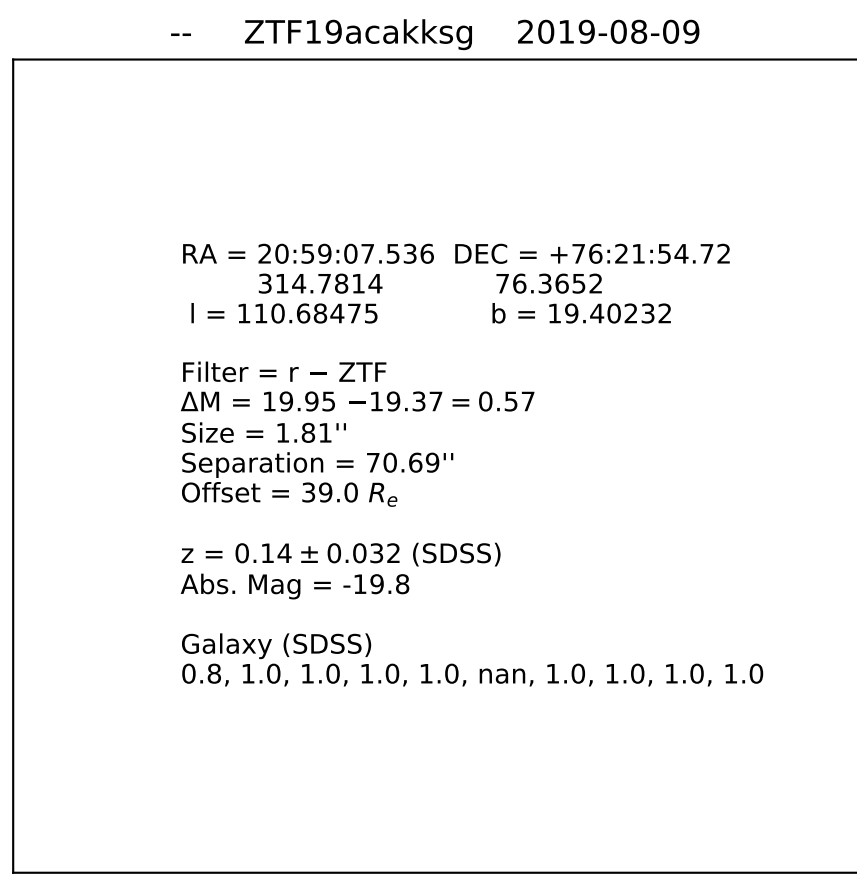 -- ZTF19acakksg 2019-08-09
RA = 20:59:07.536 DEC = +76:21:54.72
314.7814 76.3652
l = 110.68475 b = 19.40232
Filter = r − ZTF
ΔM = 19.95 −19.37 = 0.57
Size = 1.81''
Separation = 70.69''
Offset = 39.0 Re
z = 0.14 ± 0.032 (SDSS)
Abs. Mag = -19.8
Galaxy (SDSS)
0.8, 1.0, 1.0, 1.0, 1.0, nan, 1.0, 1.0, 1.0, 1.0